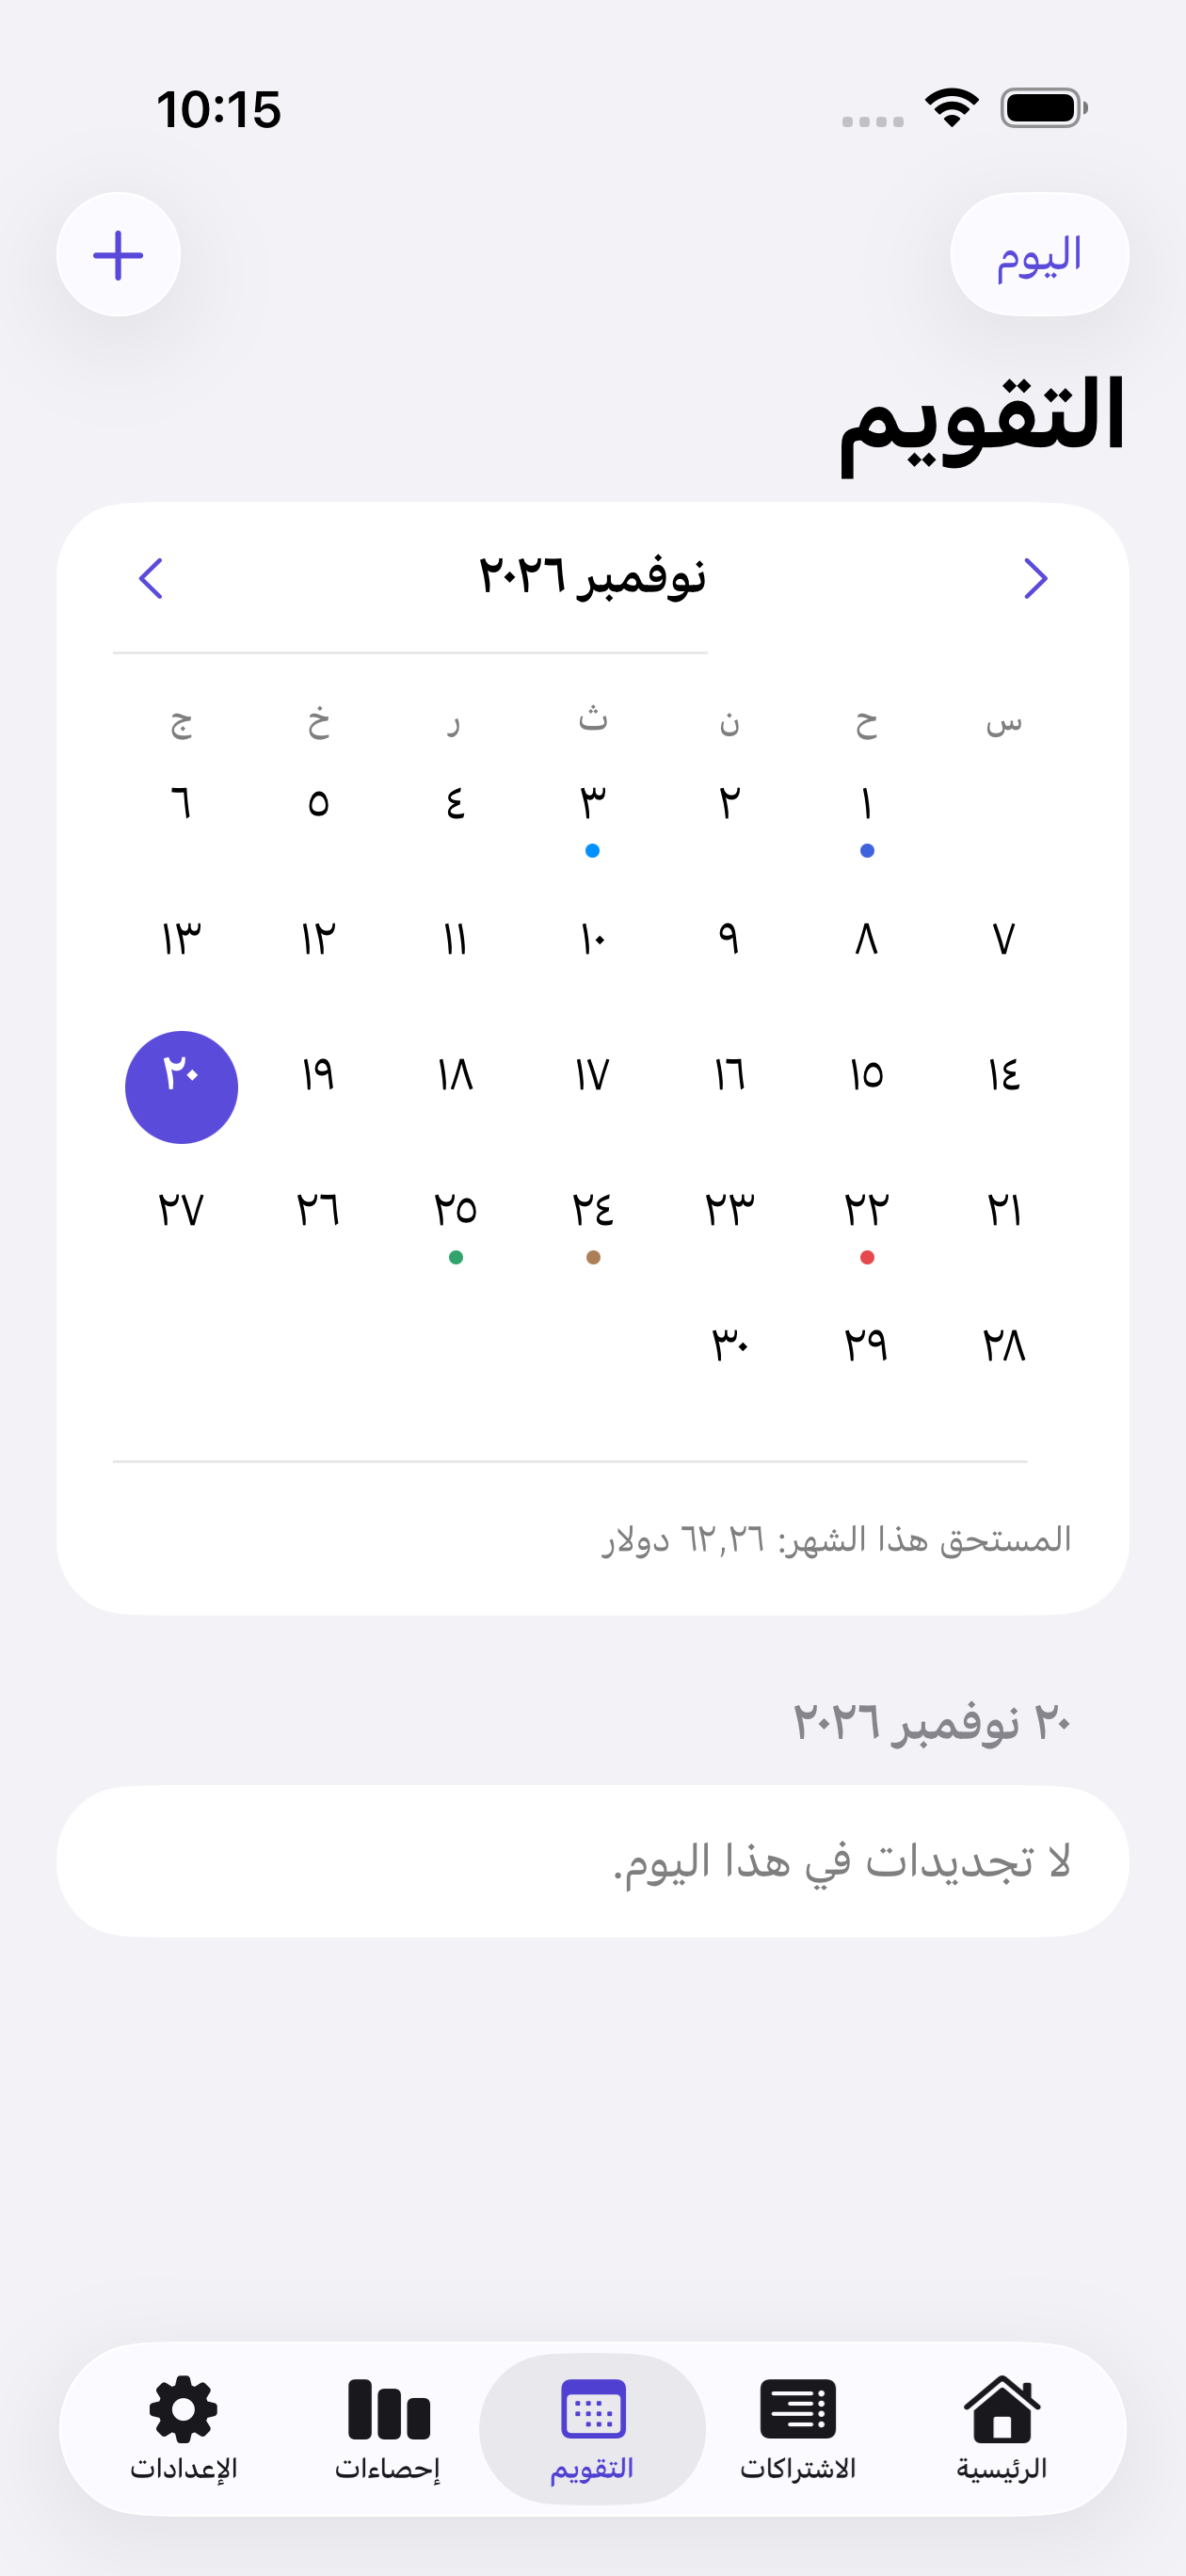 10:15
اليوم
التقويم
نوفمبر ٢٠٢٦
س ح ن ث ر خ ج
١ ٢ ٣ ٤ ٥ ٦
٧ ٨ ٩ ١٠ ١١ ١٢ ١٣
١٤ ١٥ ١٦ ١٧ ١٨ ١٩ ٢٠
٢١ ٢٢ ٢٣ ٢٤ ٢٥ ٢٦ ٢٧
٢٨ ٢٩ ٣٠
المستحق هذا الشهر: ٦٢,٢٦ دولار
٢٠ نوفمبر ٢٠٢٦
لا تجديدات في هذا اليوم.
الرئيسية الاشتراكات التقويم إحصاءات الإعدادات